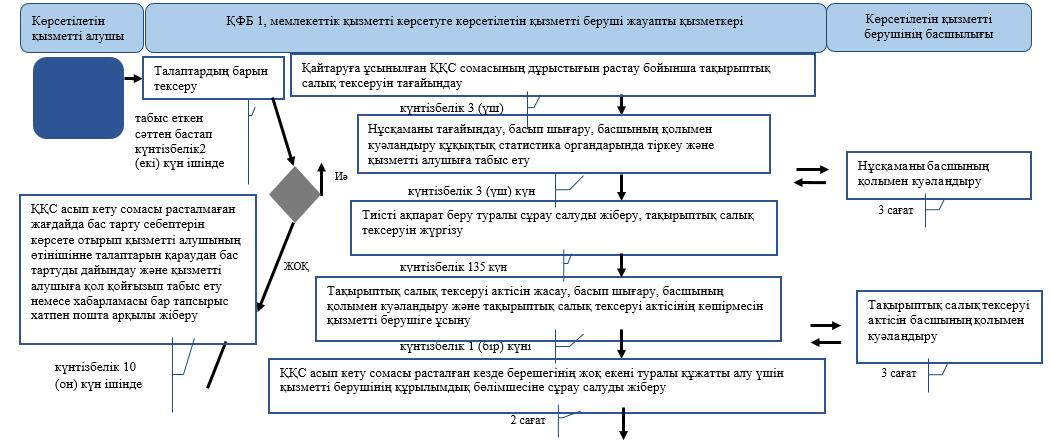 Көрсетілетін
қызметті алушы
ҚФБ 1, мемлекеттік қызметті көрсетуге көрсетілетін қызметті беруші жауапты қызметкері
Көрсетілетін қызметті
берушінің басшылығы
Талаптардың барын
тексеру
табыс еткен
сәттен бастап
күнтізбелік2
(екі) күн ішінде
Қайтаруға ұсынılған ҚҚС сомасының дұрыстығын растау бойынша тақырыптық
салық тексеруін тағайындау
күнтізбелік 3 (үш)
Нұсқаманы тағайындау, басып шығару, басшының қолымен
куәландыру құқықтық статистика органдарында тіркеу және
қызметті алушыға табыс ету
Иә
күнтізбелік 3 (үш) күн
Нұсқаманы басшының
қолымен куәландыру
3 сағат
ҚҚС асып кету сомасы расталмаған
жағдайда бас тарту себептерін
көрсете отырып қызметті алушының
өтінішінне талаптарын қараудан бас
тартуды дайындау және қызметті
алушыға қол қойғызып табыс ету
немесе хабарламасы бар тапсырыс
хатпен пошта арқылы жіберу
күнтізбелік 10
(он) күн ішінде
Тиісті ақпарат беру туралы сұрау салуды жіберу, тақырыптық салық
тексеруін жүргізу
ЖОҚ
күнтізбелік 135 күн
Тақырыптық салық тексеруі актісін жасау, басып шығару, басшының
қолымен куәландыру және тақырыптық салық тексеруі актісінің көшірмесін
қызметті берушіге ұсыну
күнтізбелік 1 (бір) күні
Тақырыптық салық тексеруі
актісін басшының қолымен
куәландыру
3 сағат
ҚҚС асып кету сомасы расталған кезде берешегінің жоқ екені туралы құжатты алу үшін
қызметті берушінің құрылымдық бөлімшесіне сұрау салуды жіберу
2 сағат